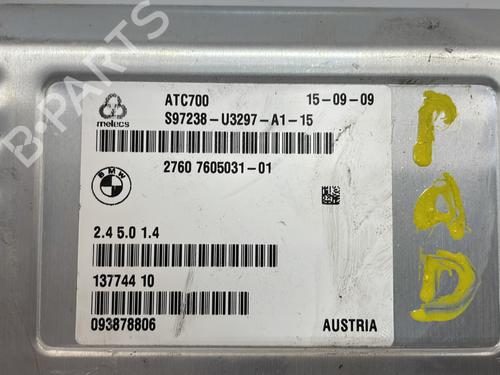 B-PARTS
ATC700 15-09-09
melecs S97238-U3297-A1-15
BMW 2760 7605031-01
2.4 5.0 1.4
137744 10
093878806 AUSTRIA